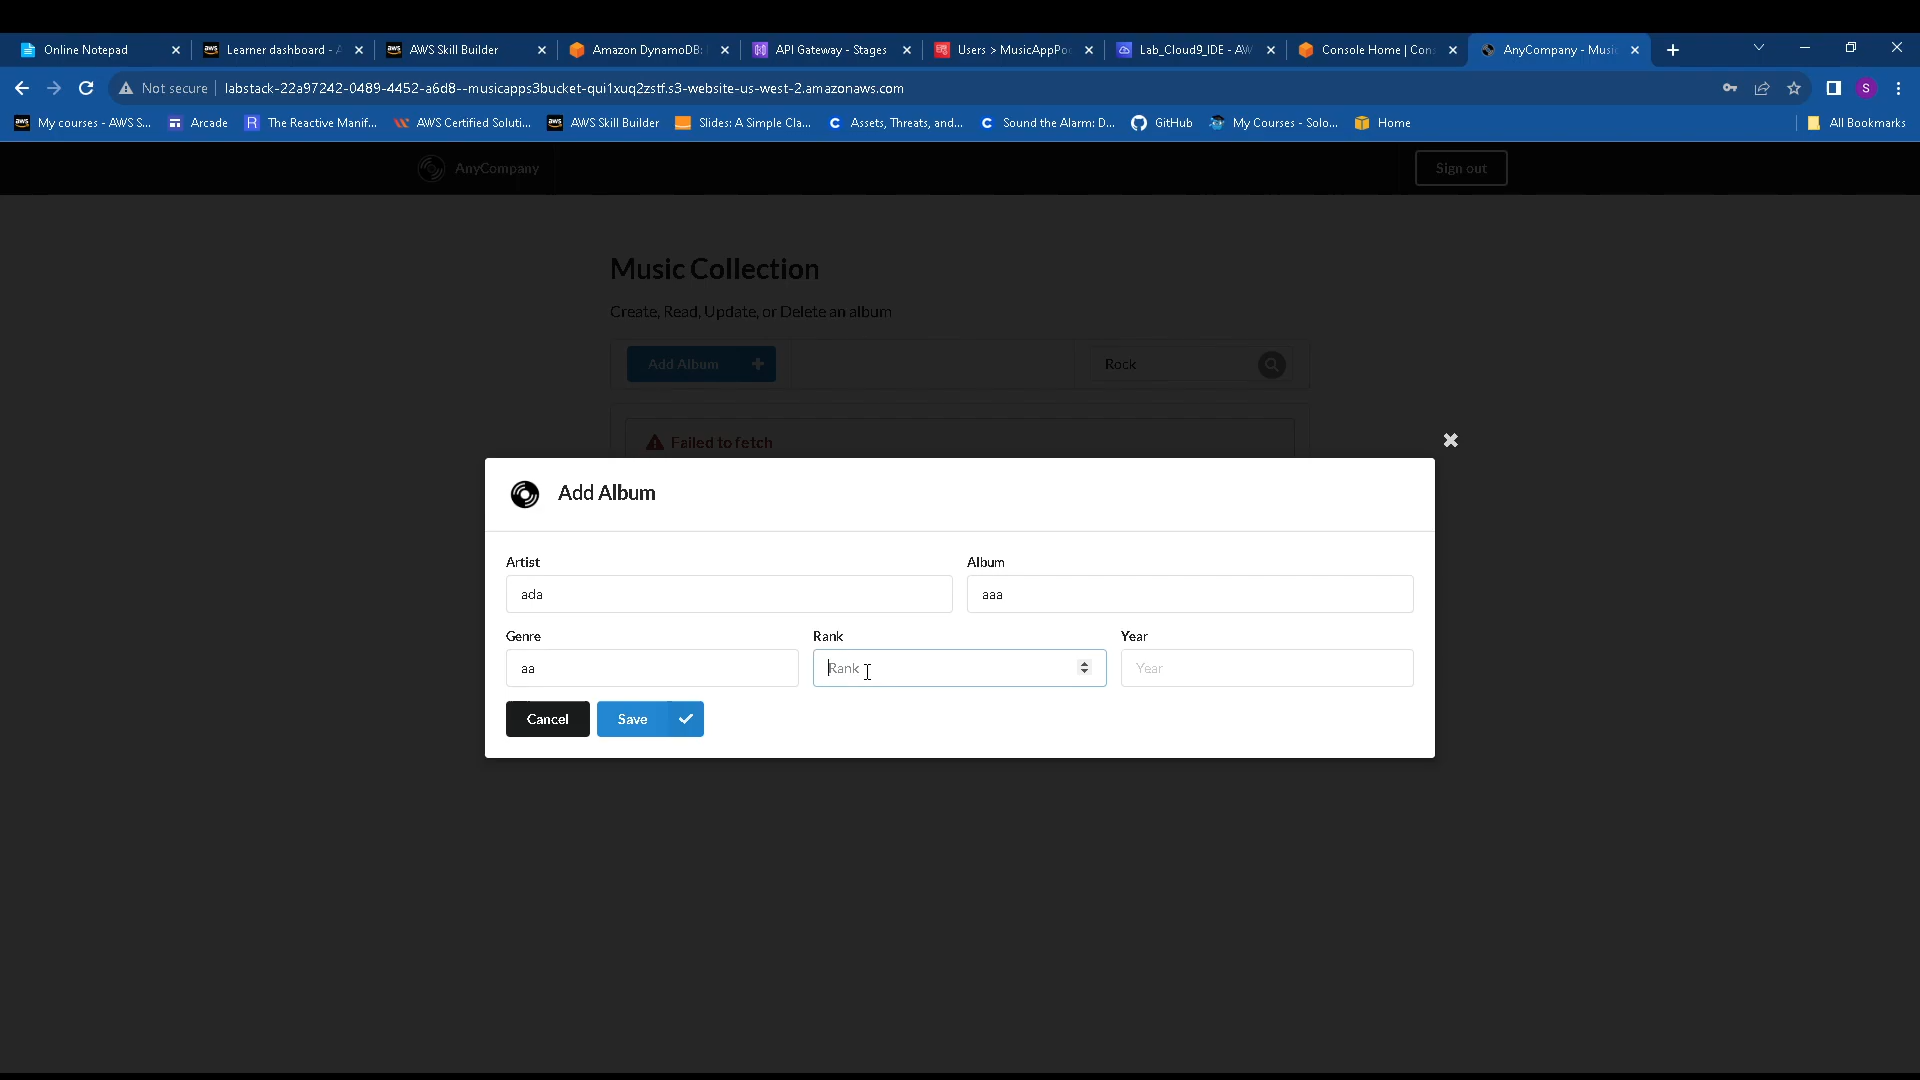 Online Notepad
Learner dashboard - A
AWS Skill Builder
Amazon DynamoDB:
API Gateway - Stages
Users > MusicAppPo
Lab_Cloud9_IDE - AW
Console Home | Con
AnyCompany - Music
Not secure
labstack-22a97242-0489-4452-a6d8--musicapps3bucket-qui1xuq2zstf.s3-website-us-west-2.amazonaws.com
S
My courses - AWS S...
Arcade
The Reactive Manif...
AWS Certified Soluti...
AWS Skill Builder
Slides: A Simple Cla...
Assets, Threats, and...
Sound the Alarm: D...
GitHub
My Courses - Solo...
Home
All Bookmarks
AnyCompany
Sign out
Music Collection
Create, Read, Update, or Delete an album
Add Album
Rock
Failed to fetch
Add Album
Artist
Album
ada
aaa
Genre
Rank
Year
aa
Rank
Year
Cancel
Save